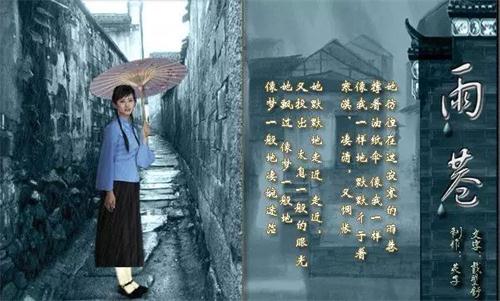 雨巷
文字：戴望舒
制作：
她彷徨在这寂寥的雨巷
撑着油纸伞 像我一样
像我一样地 默默彳亍着
寒漠，凄清，又惆怅
她默默地走近 走近，
又投出 太息一般的眼光
她飘过 像梦一般地
像梦一般地凄婉迷茫